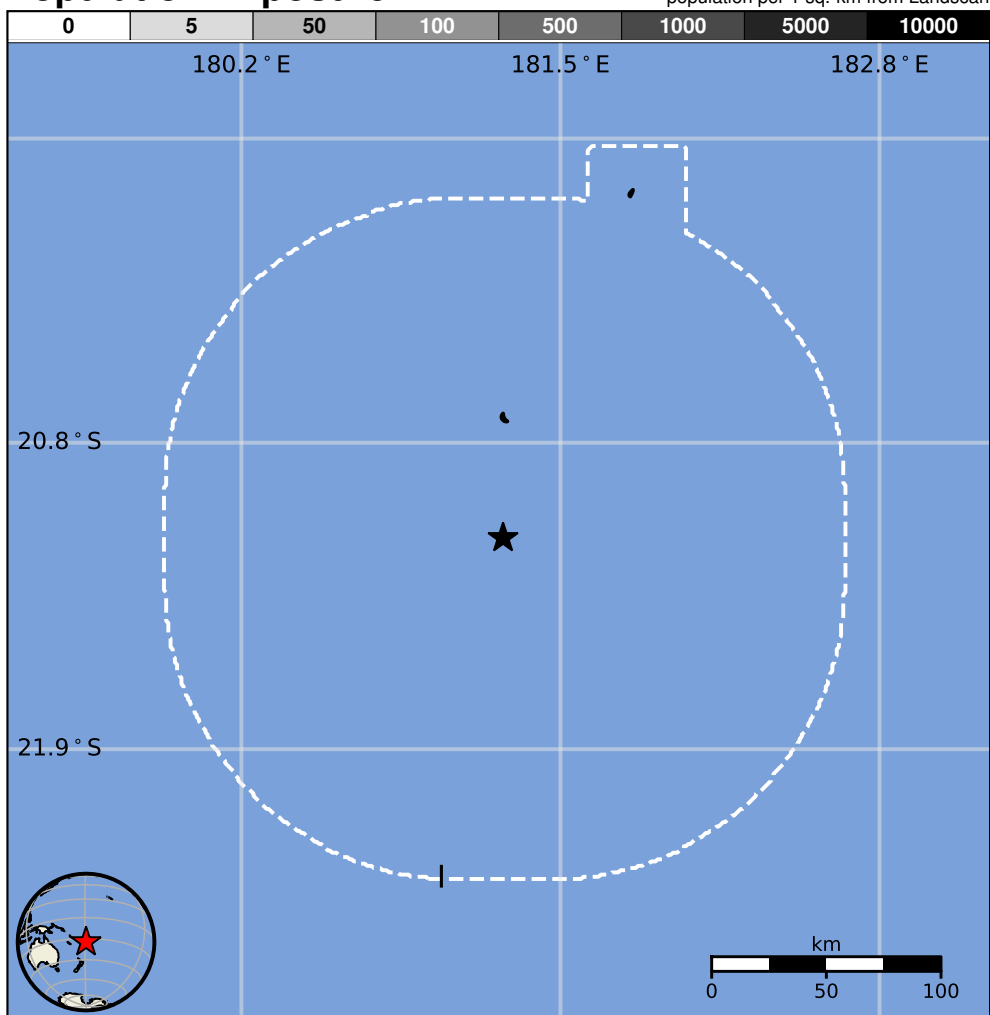 population per 1 sq. km from Landscan
0 5 50 100 500 1000 5000 10000
180.2°E 181.5°E 182.8°E
20.8°S
21.9°S
km
0 50 100